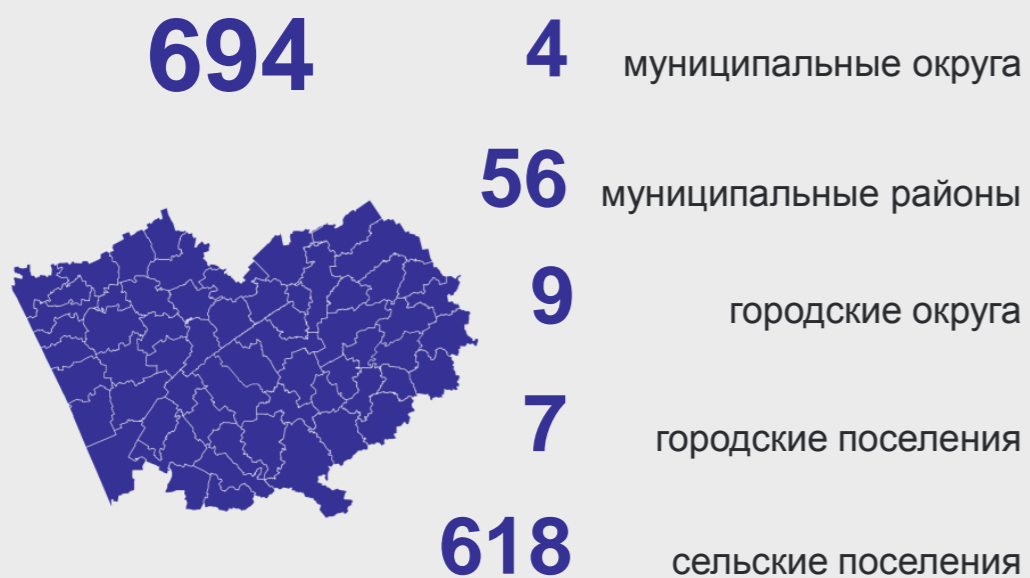 694
4 муниципальные округа
56 муниципальные районы
9 городские округа
7 городские поселения
618 сельские поселения